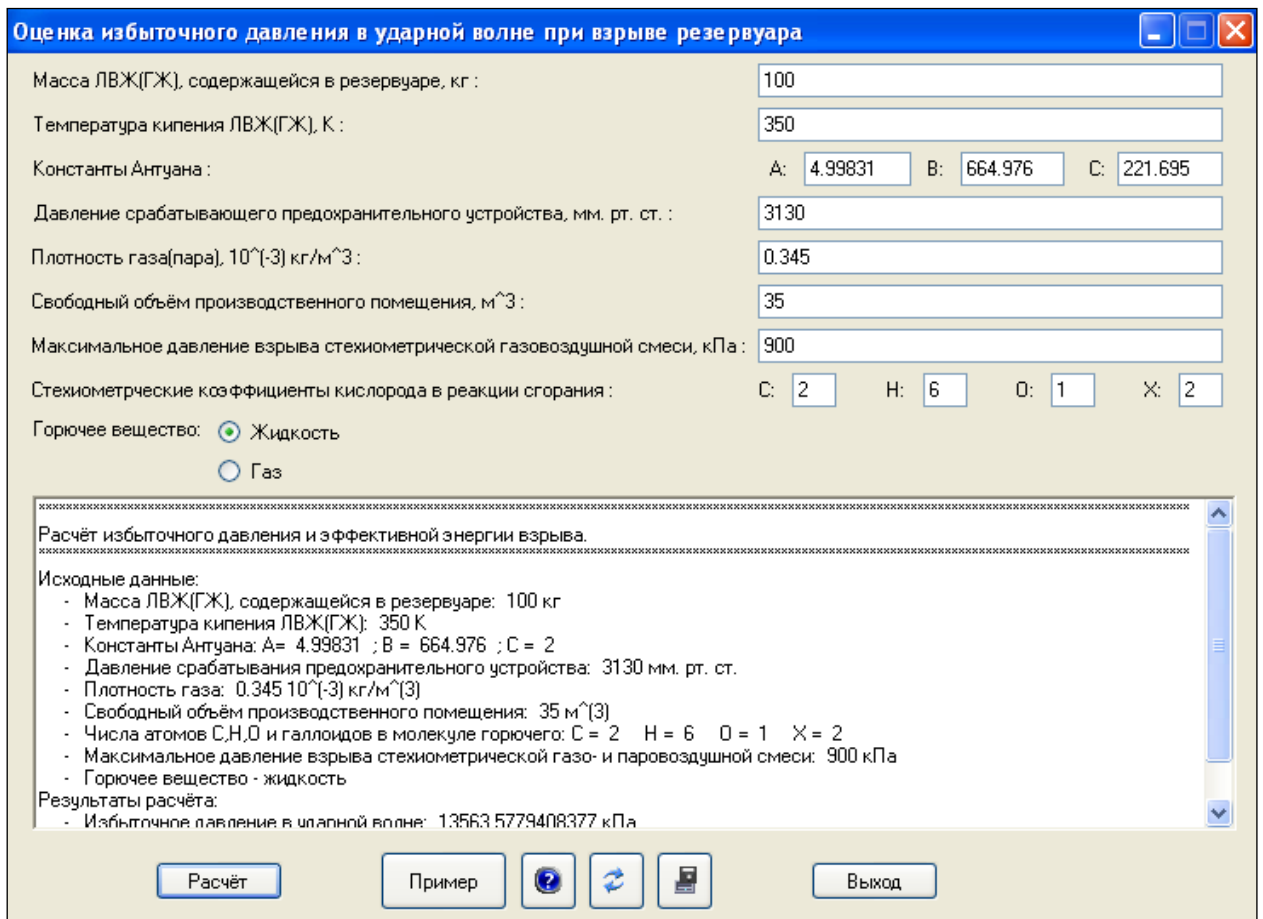 Оценка избыточного давления в ударной волне при взрыве резервуара
Масса ЛВЖ(ГЖ), содержащейся в резервуаре, кг : 100
Температура кипения ЛВЖ(ГЖ), К : 350
Константы Антуана : A: 4.99831 B: 664.976 C: 221.695
Давление срабатывающего предохранительного устройства, мм. рт. ст. : 3130
Плотность газа(пара), 10^(-3) кг/м^3 : 0.345
Свободный объём производственного помещения, м^3 : 35
Максимальное давление взрыва стехиометрической газовоздушной смеси, кПа : 900
Стехиометрческие коэффициенты кислорода в реакции сгорания : C: 2 H: 6 O: 1 X: 2
Горючее вещество: Жидкость
Газ
××××××××××××××××××××××××××××××××××××××××××××××××××××××××××××
Расчёт избыточного давления и эффективной энергии взрыва.
××××××××××××××××××××××××××××××××××××××××××××××××××××××××××××
Исходные данные:
- Масса ЛВЖ(ГЖ), содержащейся в резервуаре: 100 кг
- Температура кипения ЛВЖ(ГЖ): 350 К
- Константы Антуана: A= 4.99831 ; B = 664.976 ; C = 2
- Давление срабатывания предохранительного устройства: 3130 мм. рт. ст.
- Плотность газа: 0.345 10^(-3) кг/м^(3)
- Свободный объём производственного помещения: 35 м^(3)
- Числа атомов С,Н,О и галлоидов в молекуле горючего: C = 2 H = 6 O = 1 X = 2
- Максимальное давление взрыва стехиометрической газо- и паровоздушной смеси: 900 кПа
- Горючее вещество - жидкость
Результаты расчёта:
- Избыточное давление в ударной волне: 13563.5779408377 кПа
Расчёт Пример ? Выход